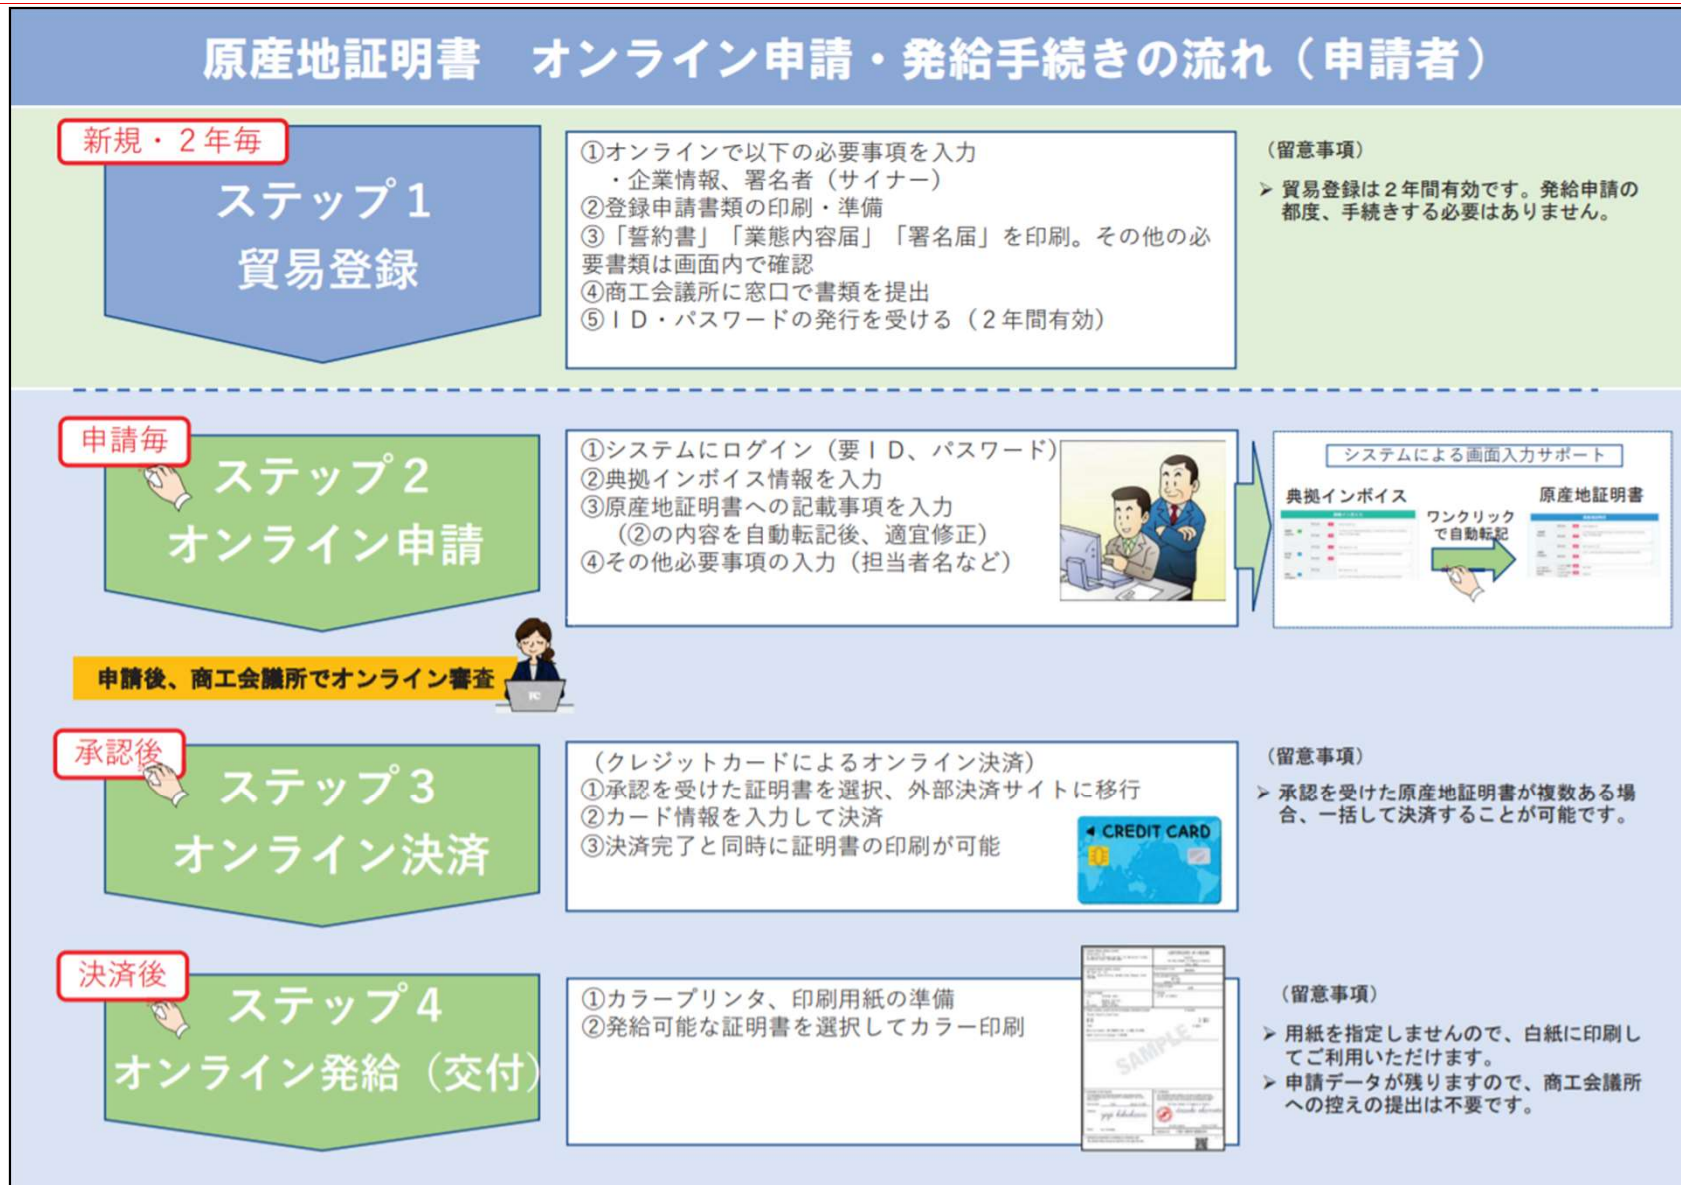 原産地証明書　オンライン申請・発給手続きの流れ（申請者）
新規・２年毎
ステップ１
貿易登録
①オンラインで以下の必要事項を入力
・企業情報、署名者（サイナー）
②登録申請書類の印刷・準備
③「誓約書」「業態内容届」「署名届」を印刷。その他の必
要書類は画面内で確認
④商工会議所に窓口で書類を提出
⑤ＩＤ・パスワードの発行を受ける（２年間有効）
（留意事項）
➢ 貿易登録は２年間有効です。発給申請の
都度、手続きする必要はありません。
申請毎
ステップ２
オンライン申請
①システムにログイン（要ＩＤ、パスワード）
②典拠インボイス情報を入力
③原産地証明書への記載事項を入力
（②の内容を自動転記後、適宜修正）
④その他必要事項の入力（担当者名など）
システムによる画面入力サポート
典拠インボイス
ワンクリック
で自動転記
原産地証明書
申請後、商工会議所でオンライン審査
PC
承認後
ステップ３
オンライン決済
（クレジットカードによるオンライン決済）
①承認を受けた証明書を選択、外部決済サイトに移行
②カード情報を入力して決済
③決済完了と同時に証明書の印刷が可能
CREDIT CARD
（留意事項）
➢ 承認を受けた原産地証明書が複数ある場
合、一括して決済することが可能です。
決済後
ステップ４
オンライン発給（交付）
①カラープリンタ、印刷用紙の準備
②発給可能な証明書を選択してカラー印刷
SAMPLE
（留意事項）
➢ 用紙を指定しませんので、白紙に印刷し
てご利用いただけます。
➢ 申請データが残りますので、商工会議所
への控えの提出は不要です。